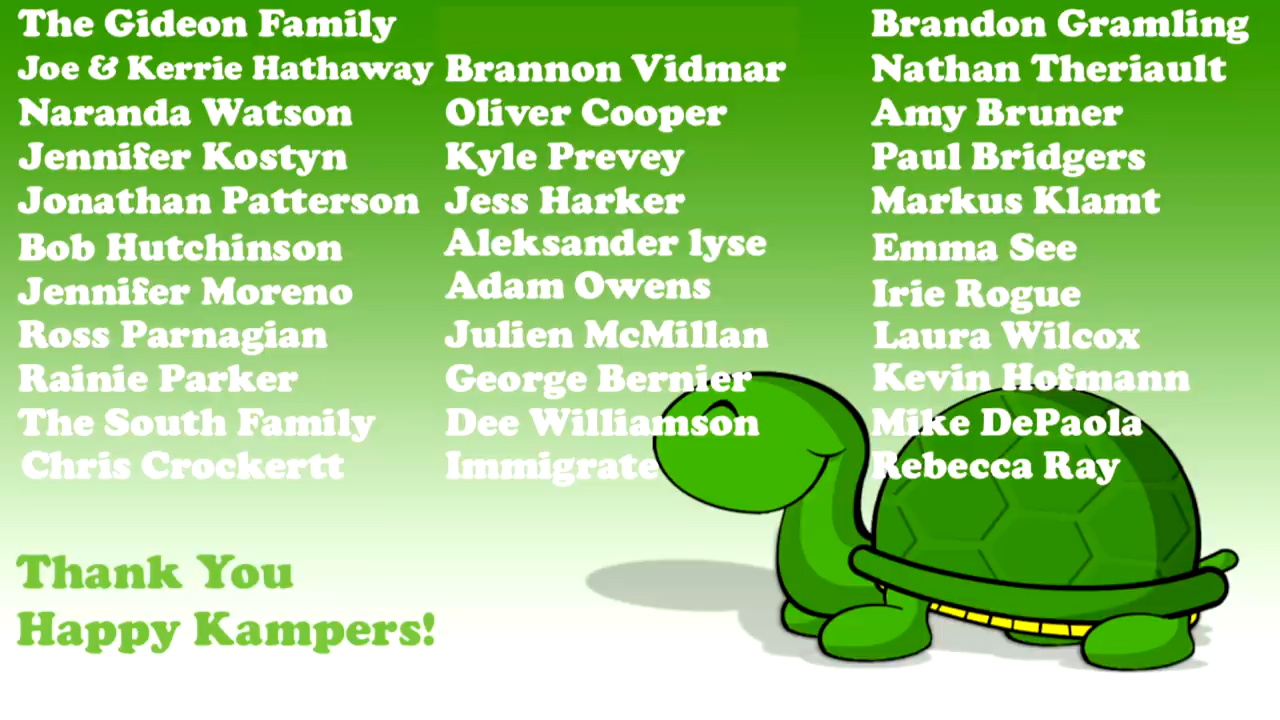 The Gideon Family
Joe & Kerrie Hathaway
Naranda Watson
Jennifer Kostyn
Jonathan Patterson
Bob Hutchinson
Jennifer Moreno
Ross Parnagian
Rainie Parker
The South Family
Chris Crockertt
Brannon Vidmar
Oliver Cooper
Kyle Prevey
Jess Harker
Aleksander lyse
Adam Owens
Julien McMillan
George Bernier
Dee Williamson
Immigrate
Brandon Gramling
Nathan Theriault
Amy Bruner
Paul Bridgers
Markus Klamt
Emma See
Irie Rogue
Laura Wilcox
Kevin Hofmann
Mike DePaola
Rebecca Ray
Thank You
Happy Kampers!